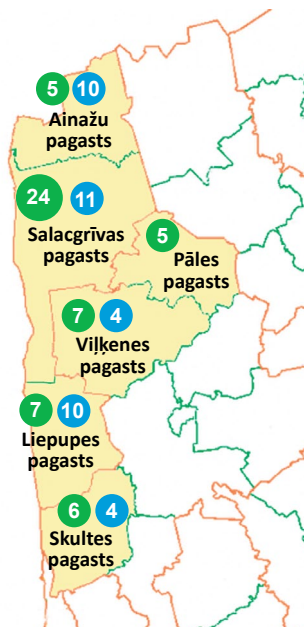 5 10
Ainažu
pagasts
24 11
Salacgrīvas
pagasts
5
Pāles
pagasts
7 4
Viļķenes
pagasts
7 10
Liepupes
pagasts
6 4
Skultes
pagasts